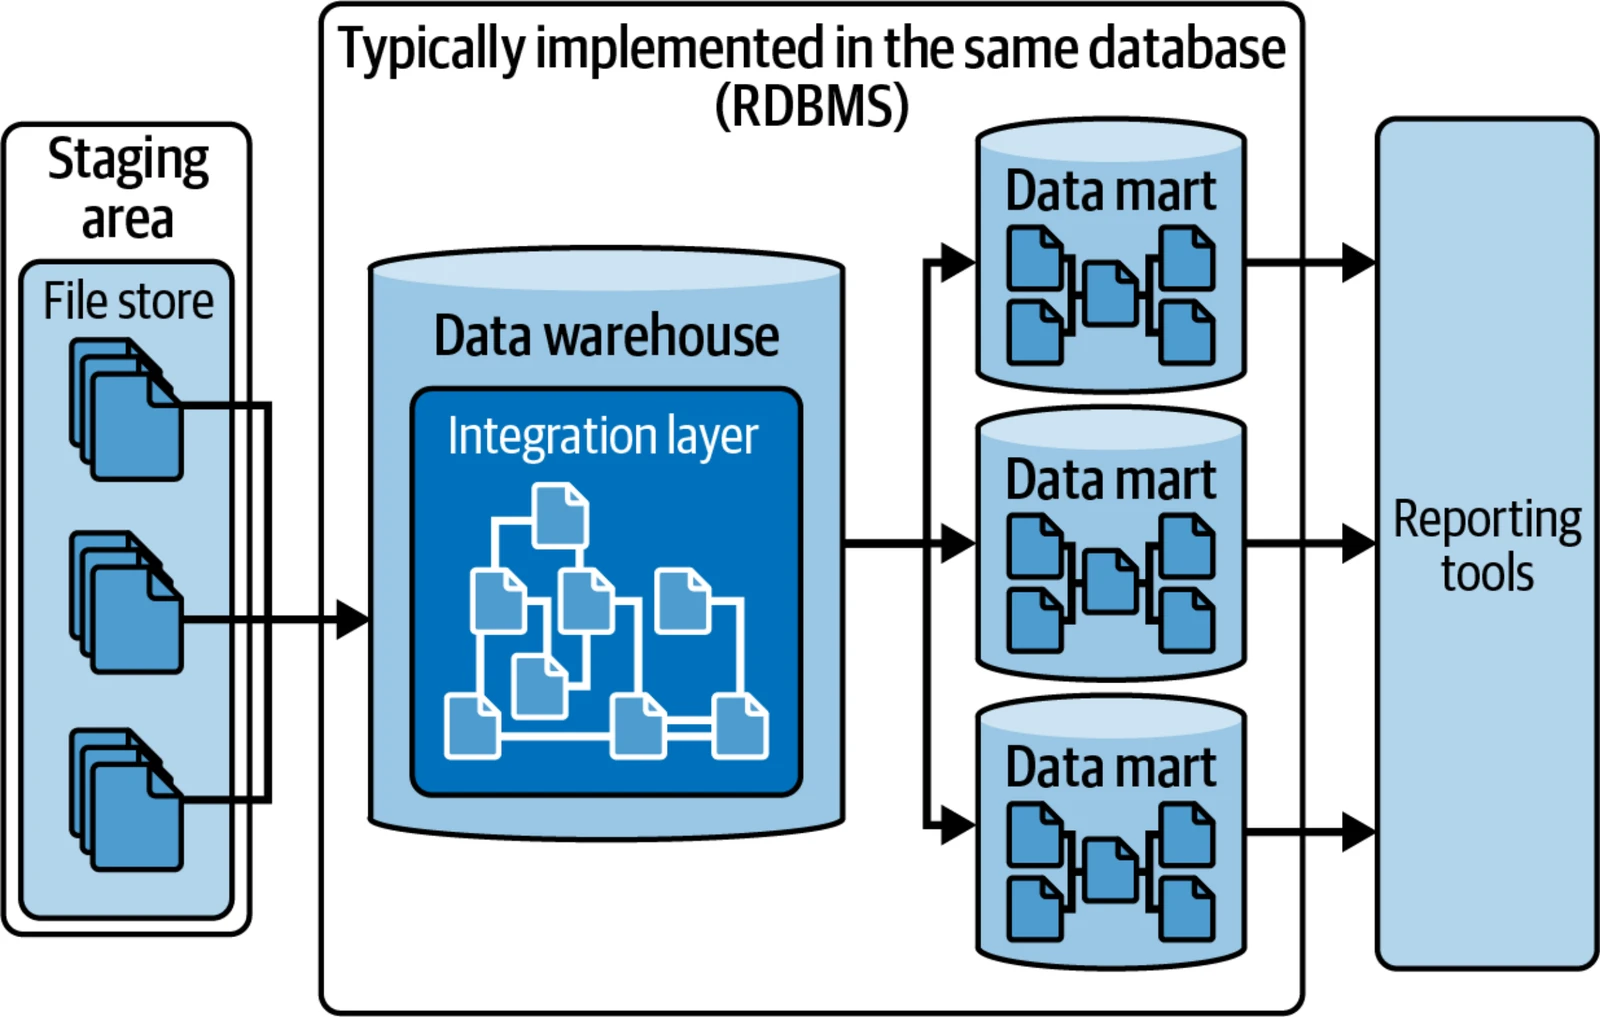 Typically implemented in the same database
(RDBMS)
Staging
area
File store
Data warehouse
Integration layer
Data mart
Data mart
Data mart
Reporting
tools